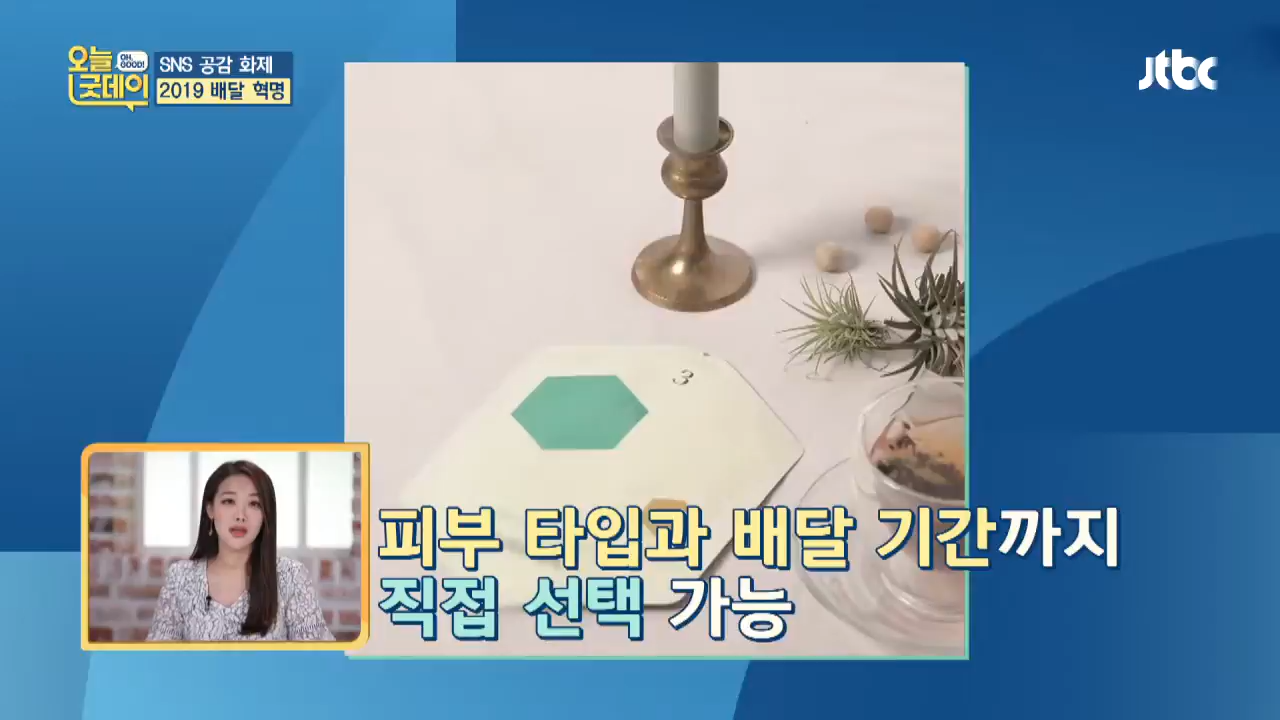 오늘
굿데이
OH, GOOD!
SNS 공감 화제
2019 배달 혁명
jtbc
3
피부 타입과 배달 기간까지
직접 선택 가능